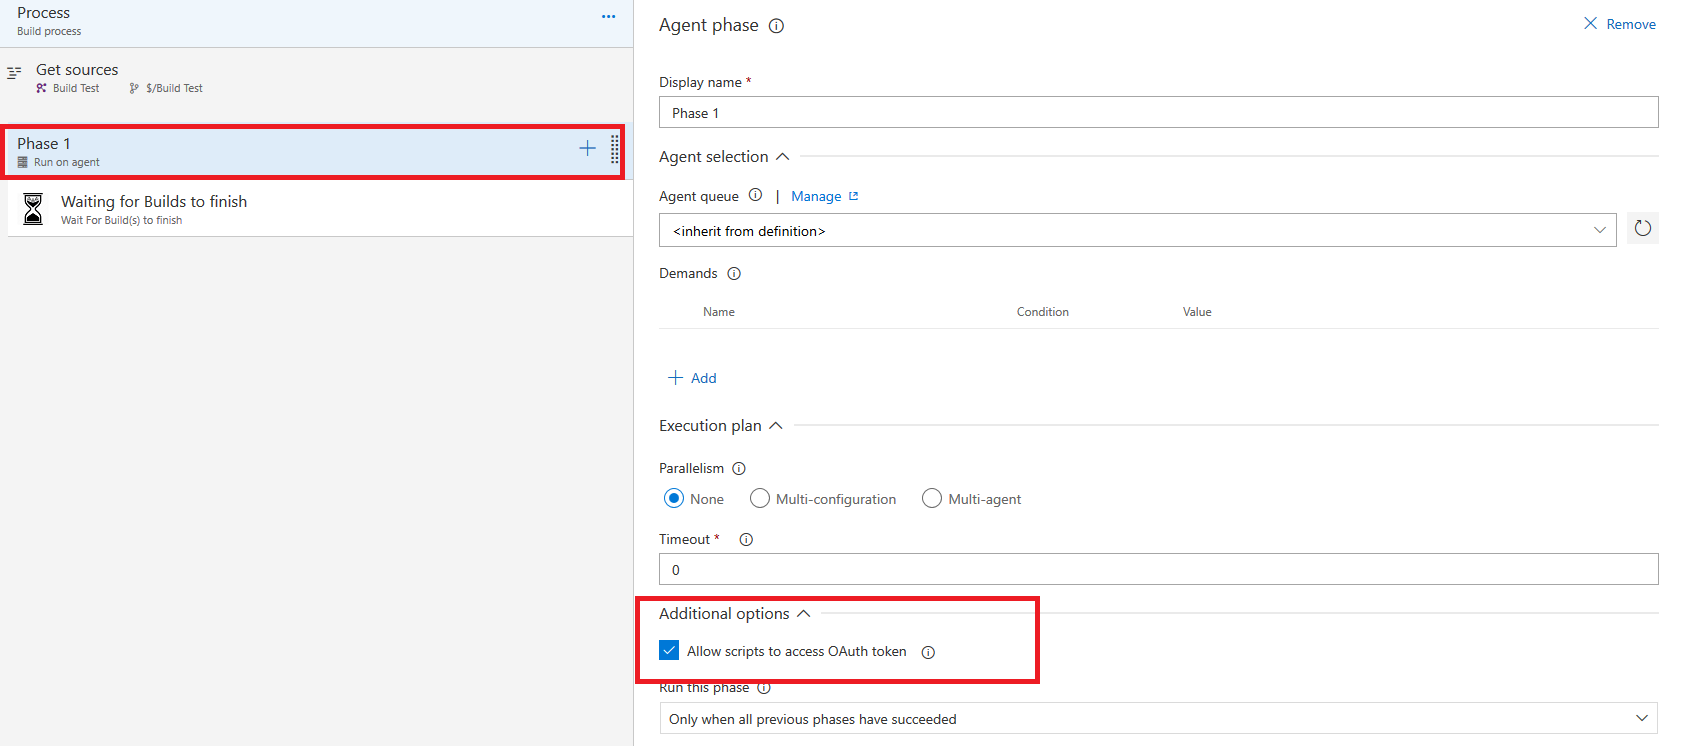 Process
Build process
Get sources
Build Test $/Build Test
Phase 1
Run on agent
Waiting for Builds to finish
Wait For Build(s) to finish
Agent phase
Remove
Display name *
Phase 1
Agent selection
Agent queue | Manage
<inherit from definition>
Demands
Name Condition Value
Add
Execution plan
Parallelism
None Multi-configuration Multi-agent
Timeout *
0
Additional options
Allow scripts to access OAuth token
Run this phase
Only when all previous phases have succeeded